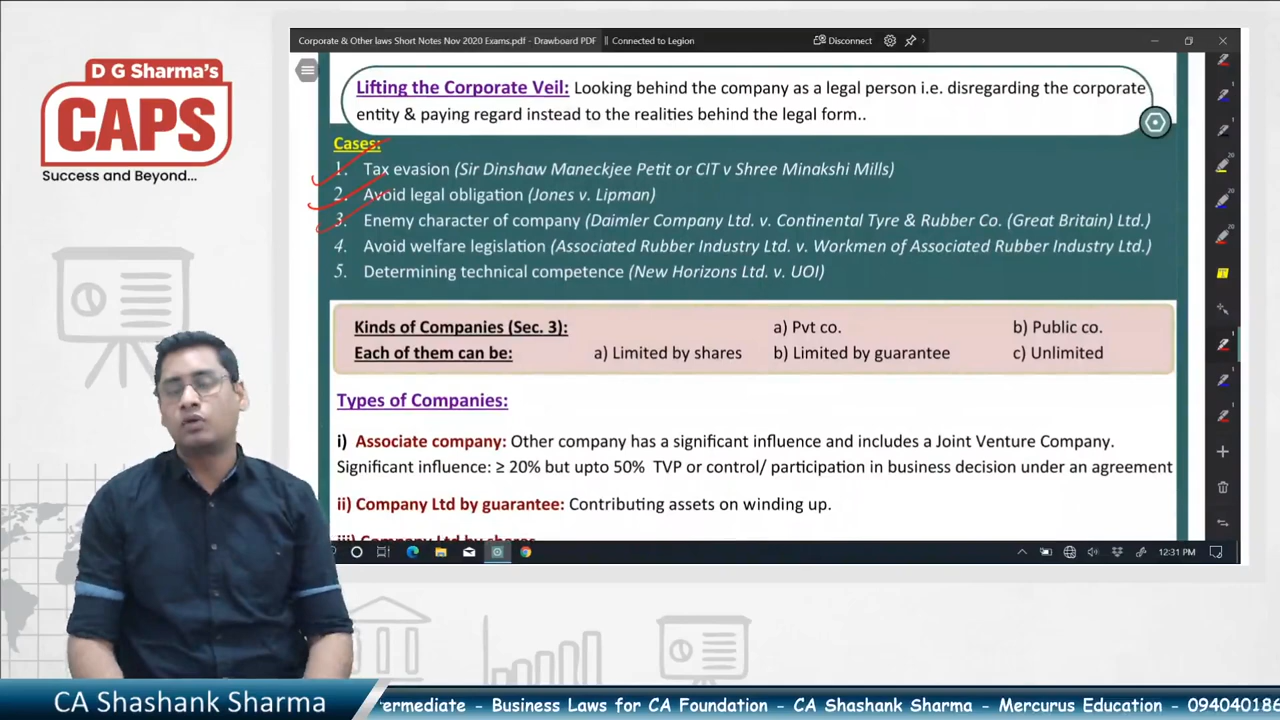 D G Sharma's
CAPS
Success and Beyond...
Corporate & Other laws Short Notes Nov 2020 Exams.pdf - Drawboard PDF
Connected to Legion
Disconnect
Lifting the Corporate Veil: Looking behind the company as a legal person i.e. disregarding the corporate
entity & paying regard instead to the realities behind the legal form..
Cases:
1. Tax evasion (Sir Dinshaw Maneckjee Petit or CIT v Shree Minakshi Mills)
2. Avoid legal obligation (Jones v. Lipman)
3. Enemy character of company (Daimler Company Ltd. v. Continental Tyre & Rubber Co. (Great Britain) Ltd.)
4. Avoid welfare legislation (Associated Rubber Industry Ltd. v. Workmen of Associated Rubber Industry Ltd.)
5. Determining technical competence (New Horizons Ltd. v. UOI)
Kinds of Companies (Sec. 3): a) Pvt co. b) Public co.
Each of them can be: a) Limited by shares b) Limited by guarantee c) Unlimited
Types of Companies:
i) Associate company: Other company has a significant influence and includes a Joint Venture Company.
Significant influence: ≥ 20% but upto 50% TVP or control/ participation in business decision under an agreement
ii) Company Ltd by guarantee: Contributing assets on winding up.
iii) Company Ltd by shares
12:31 PM
CA Shashank Sharma
termediate - Business Laws for CA Foundation - CA Shashank Sharma - Mercurus Education - 094040186